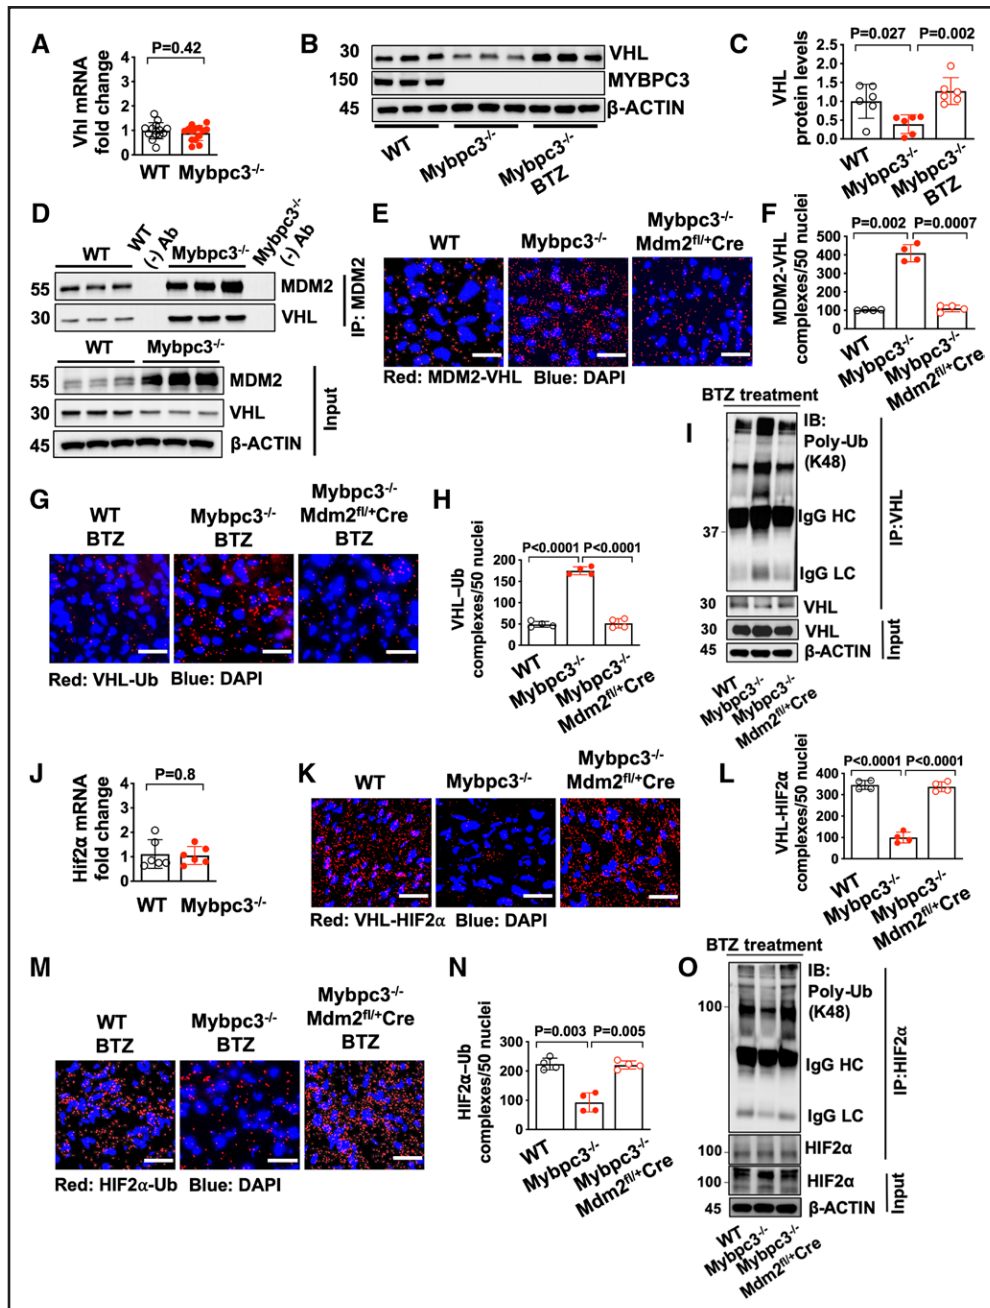 A
Vhl mRNA
fold change
P=0.42
4
3
2
1
0
WT Mybpc3-/-
B
30
VHL
150
MYBPC3
45
β-ACTIN
WT
Mybpc3-/-
Mybpc3-/-
BTZ
C
VHL
protein levels
P=0.027 P=0.002
2.5
2.0
1.5
1.0
0.5
0.0
WT
Mybpc3-/-
Mybpc3-/-
BTZ
D
WT
WT
(-) Ab
Mybpc3-/-
Mybpc3-/-
(-) Ab
55
MDM2
30
VHL
IP: MDM2
WT Mybpc3-/-
55
MDM2
30
VHL
45
β-ACTIN
Input
E
WT
Mybpc3-/-
Mybpc3-/-
Mdm2fl/+Cre
Red: MDM2-VHL Blue: DAPI
F
MDM2-VHL
complexes/50 nuclei
P=0.002 P=0.0007
500
400
300
200
100
0
WT
Mybpc3-/-
Mybpc3-/-
Mdm2fl/+Cre
G
WT
BTZ
Mybpc3-/-
BTZ
Mybpc3-/-
Mdm2fl/+Cre
BTZ
Red: VHL-Ub Blue: DAPI
H
VHL–Ub
complexes/50 nuclei
P<0.0001 P<0.0001
200
150
100
50
0
WT
Mybpc3-/-
Mybpc3-/-
Mdm2fl/+Cre
I
BTZ treatment
IB:
Poly-Ub
(K48)
IgG HC
37
IgG LC
30
VHL
IP:VHL
30
VHL
45
β-ACTIN
Input
WT
Mybpc3-/-
Mybpc3-/-
Mdm2fl/+Cre
J
Hif2α mRNA
fold change
P=0.8
4
3
2
1
0
WT Mybpc3-/-
K
WT
Mybpc3-/-
Mybpc3-/-
Mdm2fl/+Cre
Red: VHL-HIF2α Blue: DAPI
L
VHL-HIF2α
complexes/50 nuclei
P<0.0001 P<0.0001
400
300
200
100
0
WT
Mybpc3-/-
Mybpc3-/-
Mdm2fl/+Cre
M
WT
BTZ
Mybpc3-/-
BTZ
Mybpc3-/-
Mdm2fl/+Cre
BTZ
Red: HIF2α-Ub Blue: DAPI
N
HIF2α–Ub
complexes/50 nuclei
P=0.003 P=0.005
300
200
100
0
WT
Mybpc3-/-
Mybpc3-/-
Mdm2fl/+Cre
O
BTZ treatment
IB:
Poly-Ub
(K48)
100
IgG HC
IgG LC
100
HIF2α
IP:HIF2α
100
HIF2α
45
β-ACTIN
Input
WT
Mybpc3-/-
Mybpc3-/-
Mdm2fl/+Cre